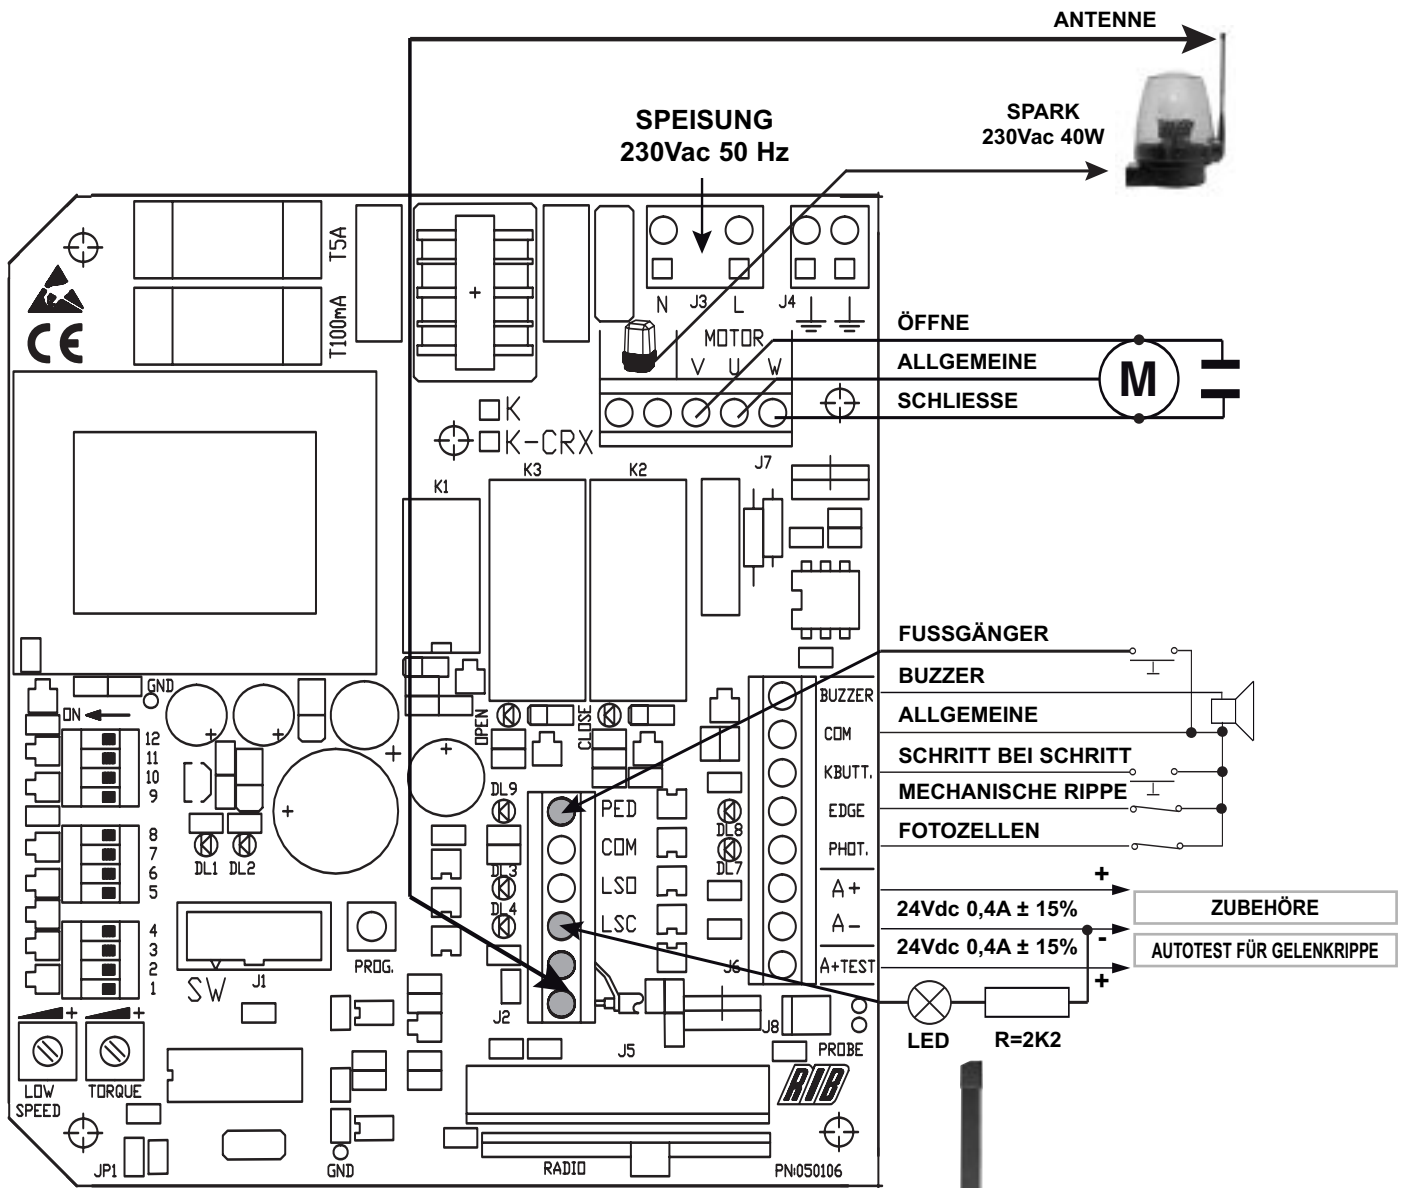 ANTENNE
SPARK
230Vac 40W
SPEISUNG
230Vac 50 Hz
T5A
T100mA
CE
N J3 L J4
MOTOR
V U W
ÖFFNE
ALLGEMEINE
SCHLIESSE
M
K
K-CRX
J7
K1
K3
K2
FUSSGÄNGER
BUZZER
ALLGEMEINE
SCHRITT BEI SCHRITT
MECHANISCHE RIPPE
FOTOZELLEN
BUZZER
COM
KBUTT.
EDGE
PHOT.
A+
A-
A+TEST
+
24Vdc 0,4A ± 15%
-
24Vdc 0,4A ± 15%
+
ZUBEHÖRE
AUTOTEST FÜR GELENKRIPPE
LED
R=2K2
GND
ON
12
11
10
9
8
7
6
5
4
3
2
1
DL1 DL2
OPEN
CLOSE
DL9
DL3
DL4
PED
COM
LSO
LSC
DL8
DL7
J6
J2
J5
J8
PROBE
SW
J1
PROG.
+ +
LOW
SPEED
TORQUE
JP1
GND
RADIO
RIB
PN:050106